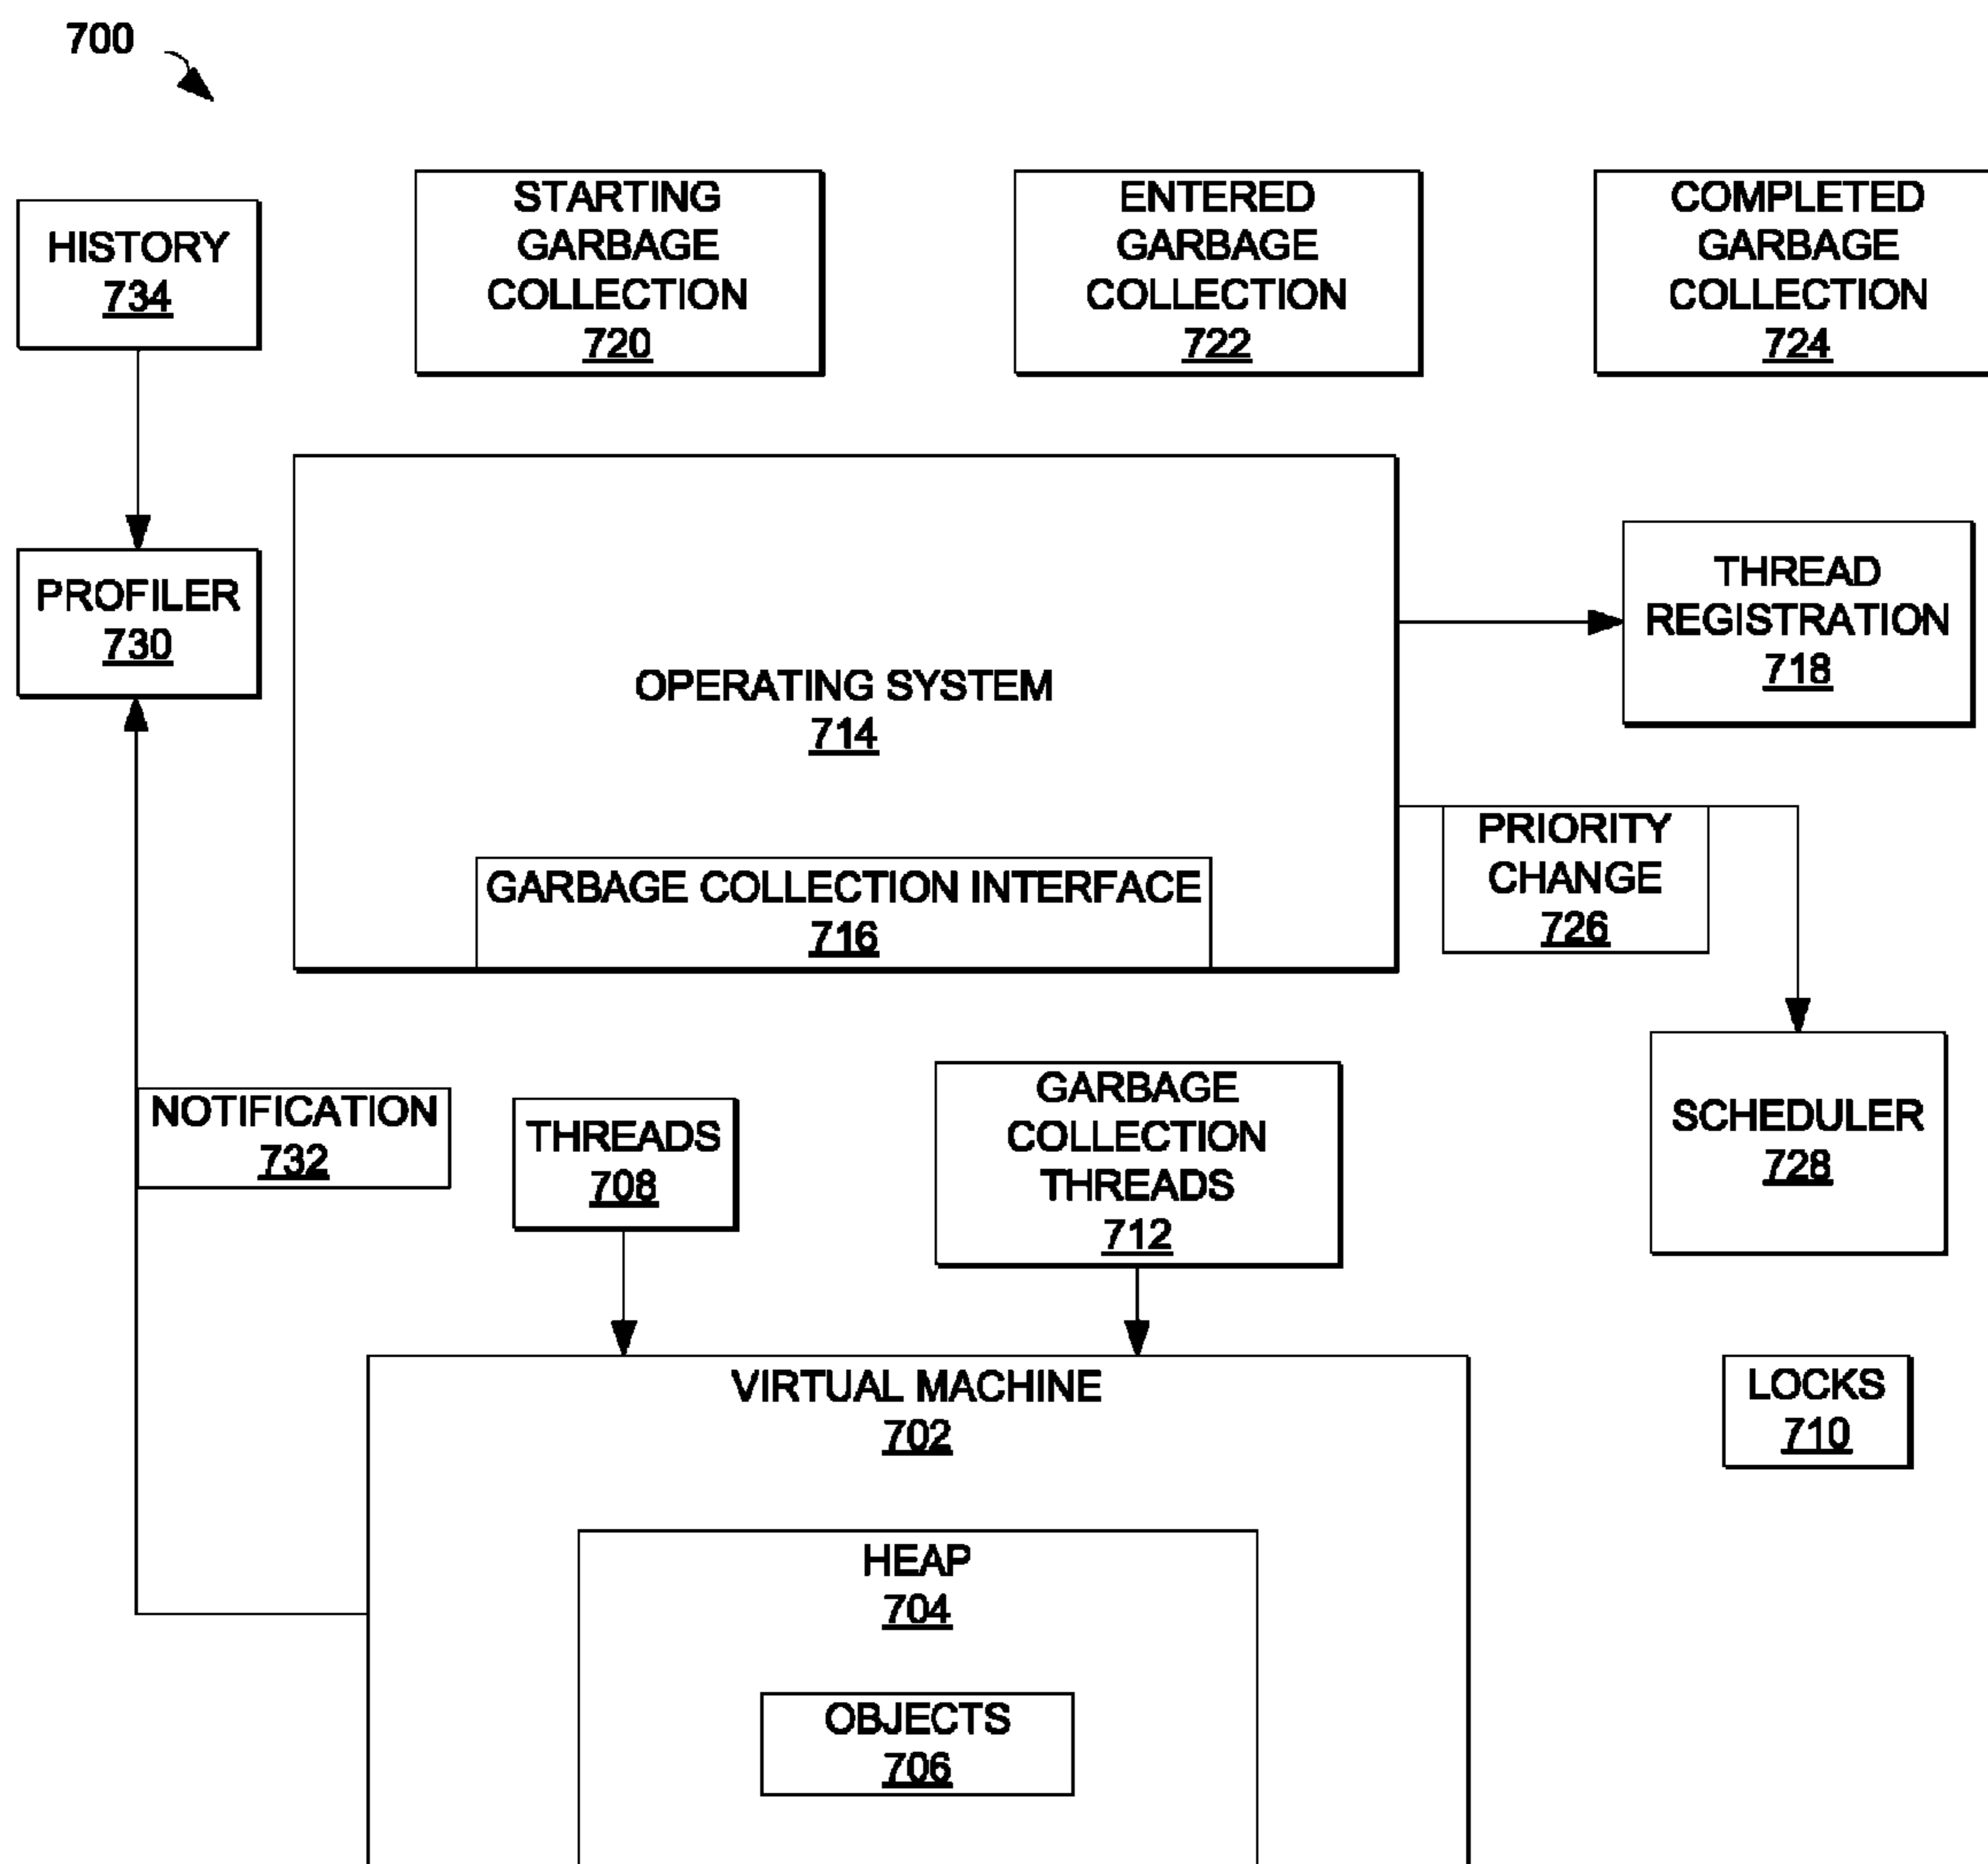 700
HISTORY
734
STARTING
GARBAGE
COLLECTION
720
ENTERED
GARBAGE
COLLECTION
722
COMPLETED
GARBAGE
COLLECTION
724
PROFILER
730
OPERATING SYSTEM
714
GARBAGE COLLECTION INTERFACE
716
THREAD
REGISTRATION
718
PRIORITY
CHANGE
726
NOTIFICATION
732
THREADS
708
GARBAGE
COLLECTION
THREADS
712
SCHEDULER
728
VIRTUAL MACHINE
702
LOCKS
710
HEAP
704
OBJECTS
706